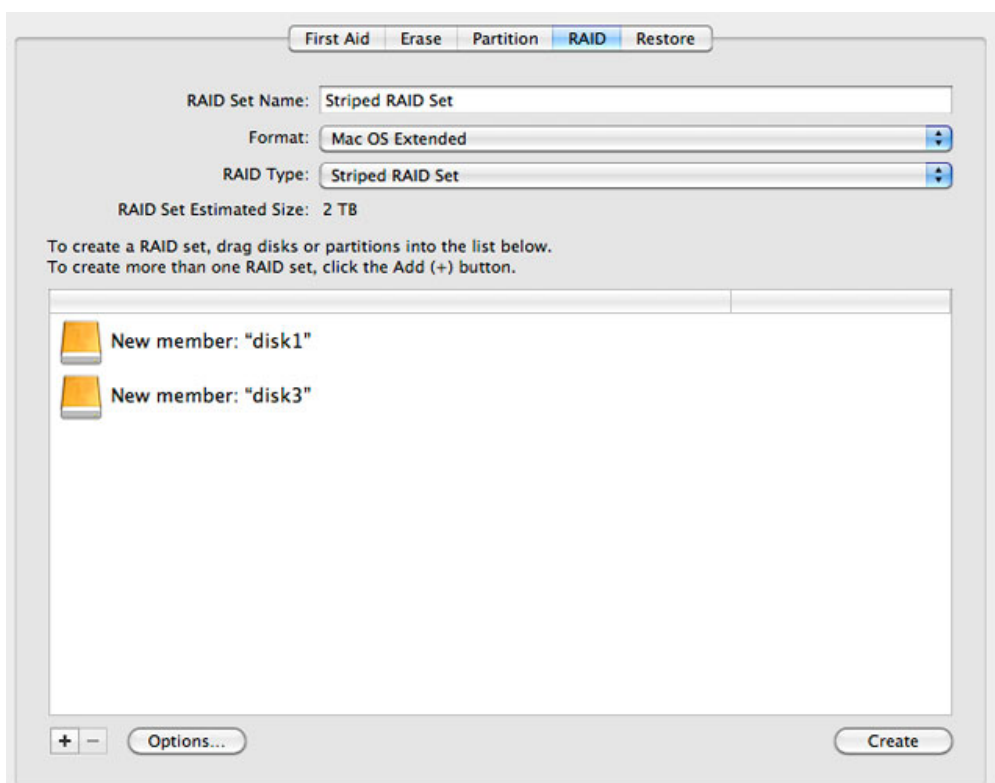 First Aid Erase Partition RAID Restore
RAID Set Name: Striped RAID Set
Format: Mac OS Extended
RAID Type: Striped RAID Set
RAID Set Estimated Size: 2 TB
To create a RAID set, drag disks or partitions into the list below.
To create more than one RAID set, click the Add (+) button.
New member: “disk1”
New member: “disk3”
+ − Options... Create